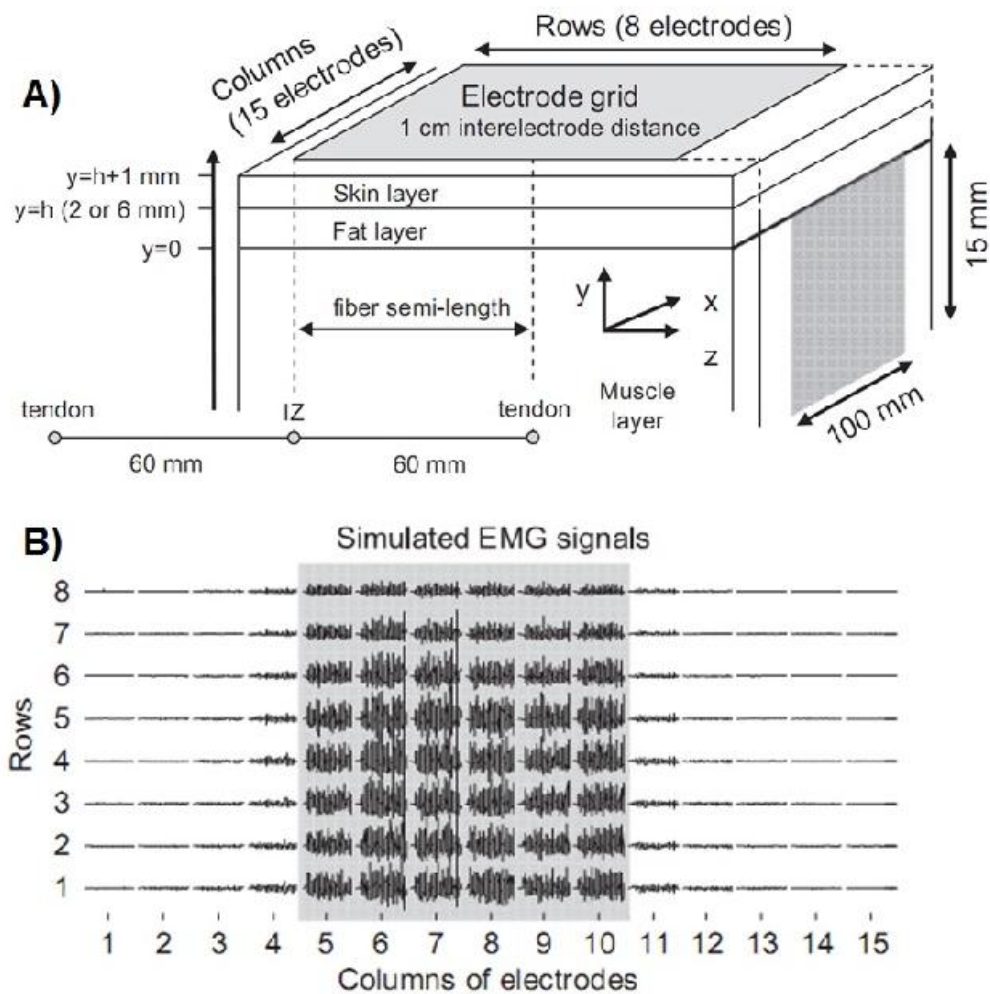 A)
Columns
(15 electrodes)
Rows (8 electrodes)
Electrode grid
1 cm interelectrode distance
y=h+1 mm
y=h (2 or 6 mm)
y=0
Skin layer
Fat layer
fiber semi-length
y
x
z
15 mm
100 mm
Muscle
layer
tendon
IZ
tendon
60 mm
60 mm
B)
Simulated EMG signals
Rows
8
7
6
5
4
3
2
1
1 2 3 4 5 6 7 8 9 10 11 12 13 14 15
Columns of electrodes